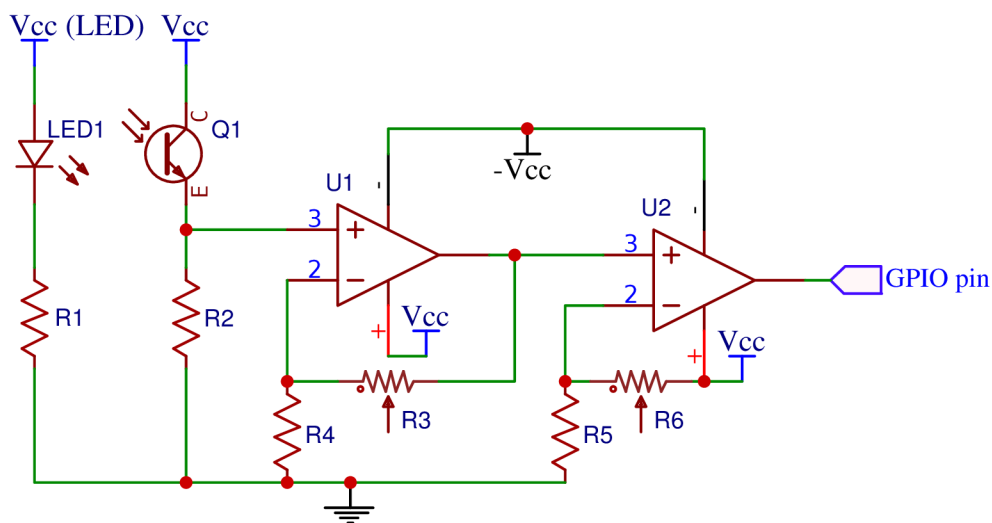 Vcc (LED) Vcc
LED1
C
Q1
E
-Vcc
U1
-
3
+
2
−
+
Vcc
U2
-
3
+
2
−
+
Vcc
GPIO pin
R1
R2
R3
R4
R5
R6